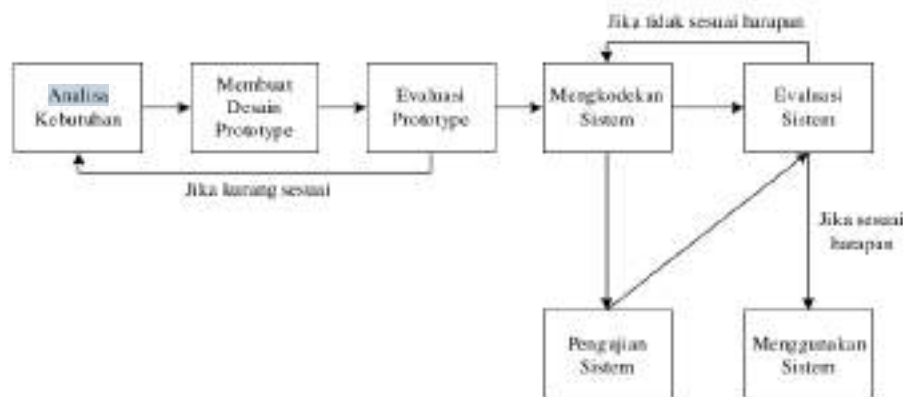 Jika tidak sesuai harapan
Analisa
Kebutuhan
Membuat
Desain
Prototype
Evaluasi
Prototype
Mengkodekan
Sistem
Evaluasi
Sistem
Jika kurang sesuai
Jika sesuai
harapan
Pengujian
Sistem
Menggunakan
Sistem